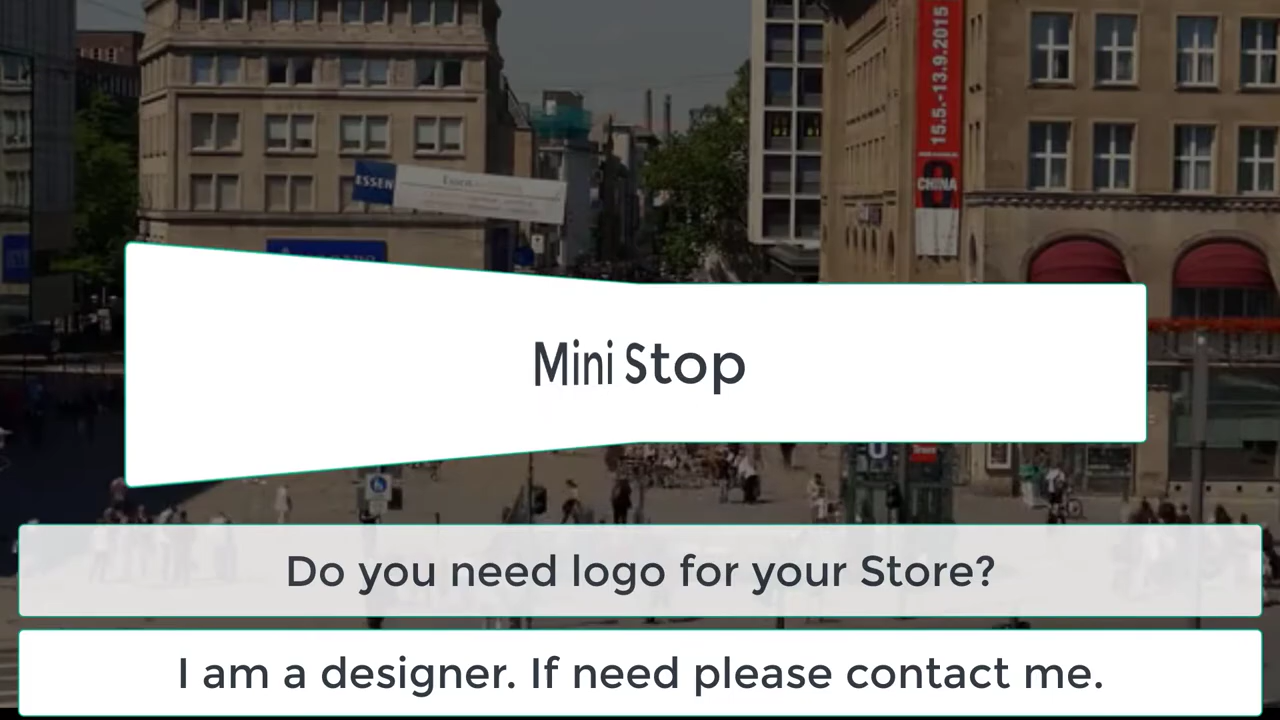 15.5.-13.9.2015
CHINA
ESSEN
Essen
Mini Stop
Do you need logo for your Store?
I am a designer. If need please contact me.